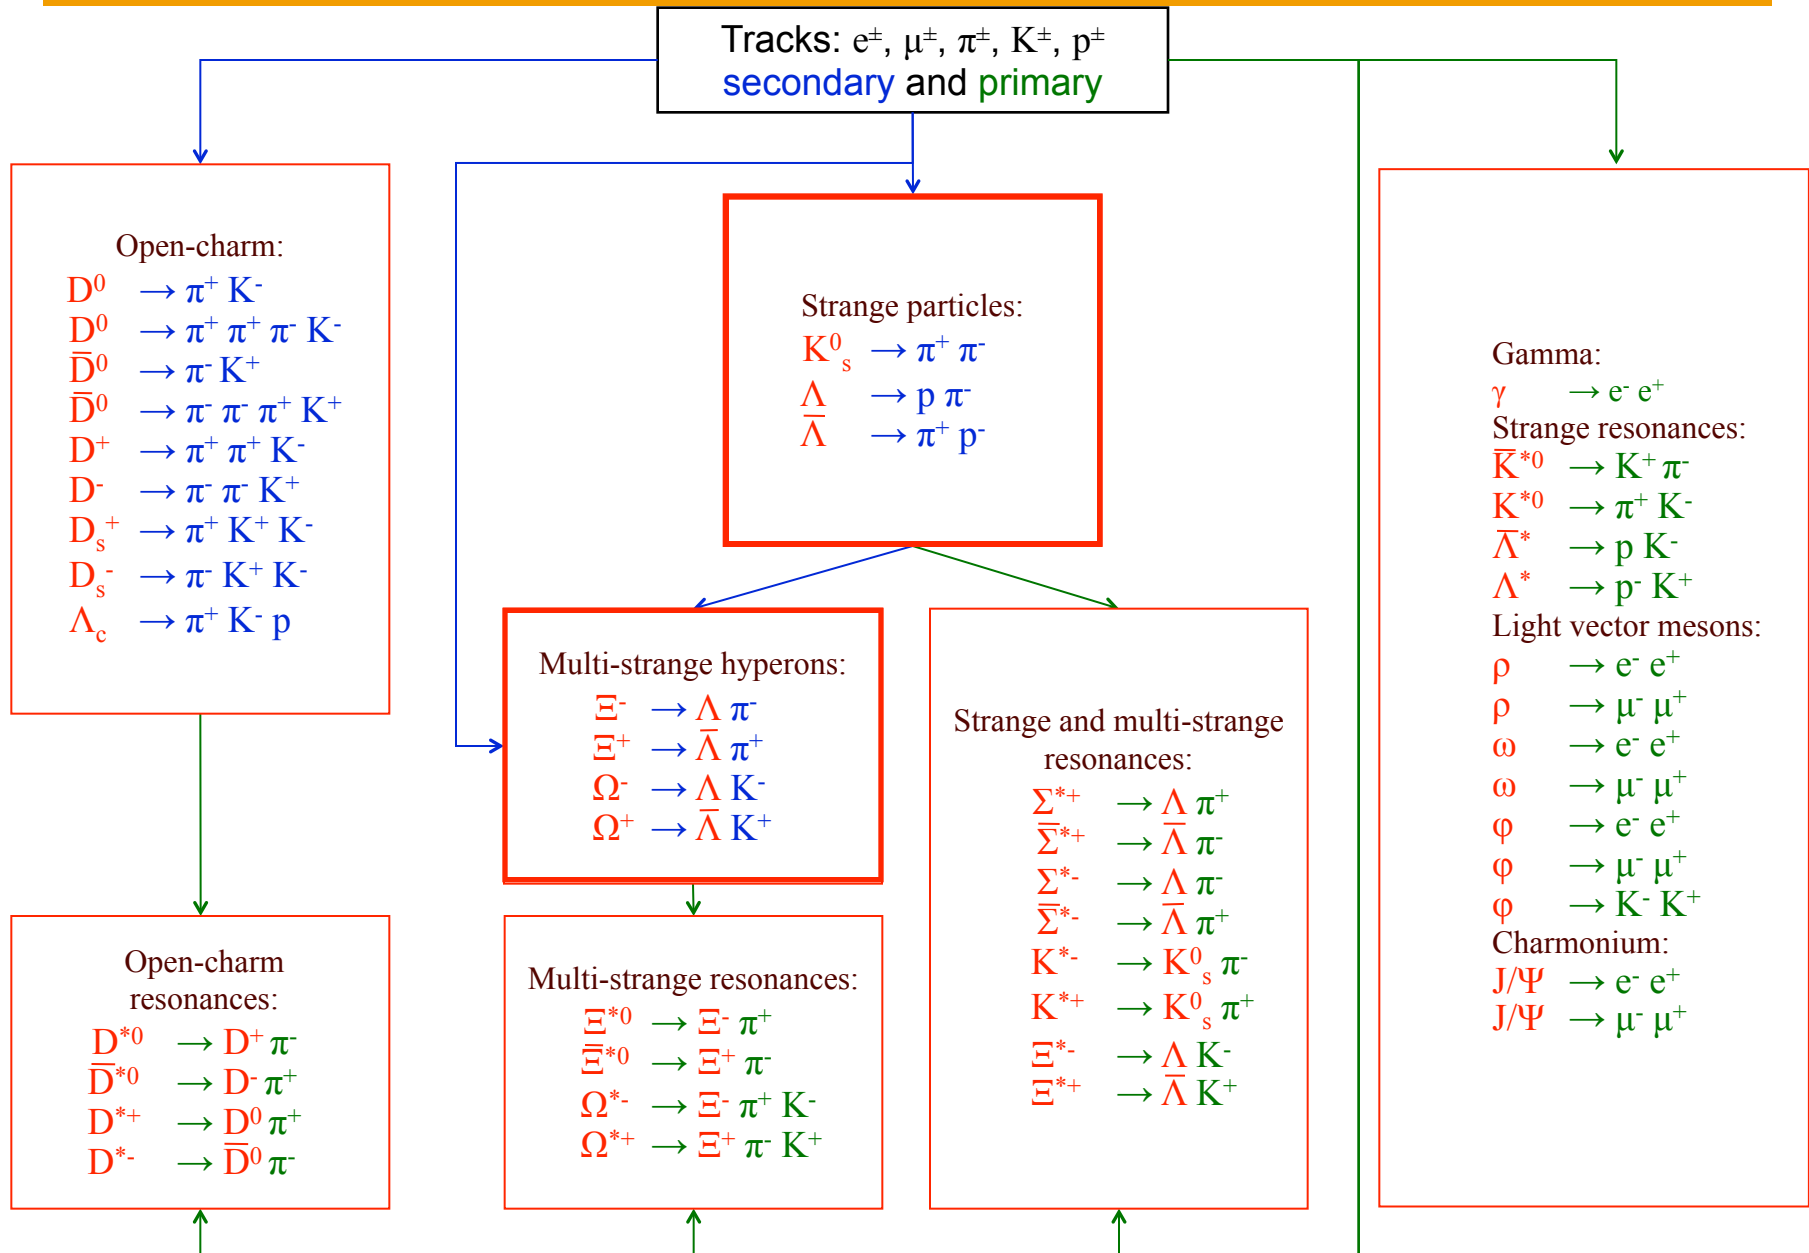 Tracks: e±, μ±, π±, K±, p±
secondary and primary
Open-charm:
D⁰ → π⁺ K⁻
D⁰ → π⁺ π⁺ π⁻ K⁻
D̅⁰ → π⁻ K⁺
D̅⁰ → π⁻ π⁻ π⁺ K⁺
D⁺ → π⁺ π⁺ K⁻
D⁻ → π⁻ π⁻ K⁺
Dₛ⁺ → π⁺ K⁺ K⁻
Dₛ⁻ → π⁻ K⁺ K⁻
Λc → π⁺ K⁻ p
Strange particles:
K⁰ₛ → π⁺ π⁻
Λ → p π⁻
Λ̅ → π⁺ p⁻
Multi-strange hyperons:
Ξ⁻ → Λ π⁻
Ξ⁺ → Λ̅ π⁺
Ω⁻ → Λ K⁻
Ω⁺ → Λ̅ K⁺
Strange and multi-strange
resonances:
Σ*⁺ → Λ π⁺
Σ̅*⁺ → Λ̅ π⁻
Σ*⁻ → Λ π⁻
Σ̅*⁻ → Λ̅ π⁺
K*⁻ → K⁰ₛ π⁻
K*⁺ → K⁰ₛ π⁺
Ξ*⁻ → Λ K⁻
Ξ*⁺ → Λ̅ K⁺
Gamma:
γ → e⁻ e⁺
Strange resonances:
K̅*⁰ → K⁺ π⁻
K*⁰ → π⁺ K⁻
Λ̅* → p K⁻
Λ* → p⁻ K⁺
Light vector mesons:
ρ → e⁻ e⁺
ρ → μ⁻ μ⁺
ω → e⁻ e⁺
ω → μ⁻ μ⁺
φ → e⁻ e⁺
φ → μ⁻ μ⁺
φ → K⁻ K⁺
Charmonium:
J/Ψ → e⁻ e⁺
J/Ψ → μ⁻ μ⁺
Open-charm
resonances:
D*⁰ → D⁺ π⁻
D̅*⁰ → D⁻ π⁺
D*⁺ → D⁰ π⁺
D*⁻ → D̅⁰ π⁻
Multi-strange resonances:
Ξ*⁰ → Ξ⁻ π⁺
Ξ̅*⁰ → Ξ⁺ π⁻
Ω*⁻ → Ξ⁻ π⁺ K⁻
Ω*⁺ → Ξ⁺ π⁻ K⁺